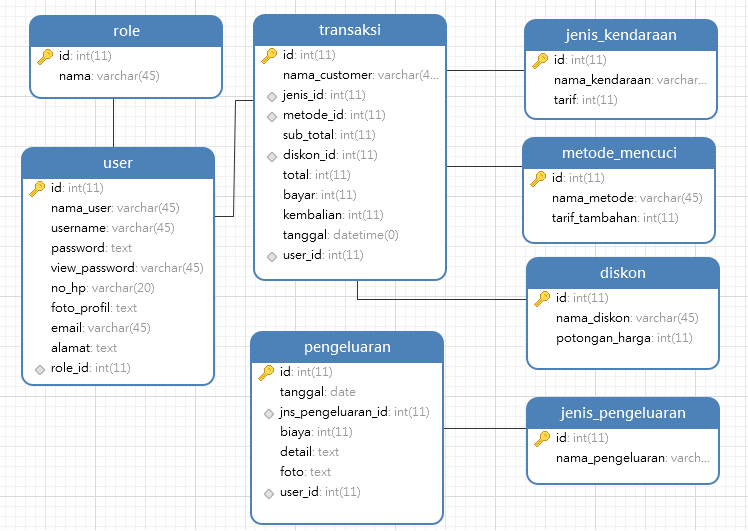 role
id: int(11)
nama: varchar(45)
user
id: int(11)
nama_user: varchar(45)
username: varchar(45)
password: text
view_password: varchar(45)
no_hp: varchar(20)
foto_profil: text
email: varchar(45)
alamat: text
role_id: int(11)
transaksi
id: int(11)
nama_customer: varchar(4...
jenis_id: int(11)
metode_id: int(11)
sub_total: int(11)
diskon_id: int(11)
total: int(11)
bayar: int(11)
kembalian: int(11)
tanggal: datetime(0)
user_id: int(11)
pengeluaran
id: int(11)
tanggal: date
jns_pengeluaran_id: int(11)
biaya: int(11)
detail: text
foto: text
user_id: int(11)
jenis_kendaraan
id: int(11)
nama_kendaraan: varchar...
tarif: int(11)
metode_mencuci
id: int(11)
nama_metode: varchar(45)
tarif_tambahan: int(11)
diskon
id: int(11)
nama_diskon: varchar(45)
potongan_harga: int(11)
jenis_pengeluaran
id: int(11)
nama_pengeluaran: varch...